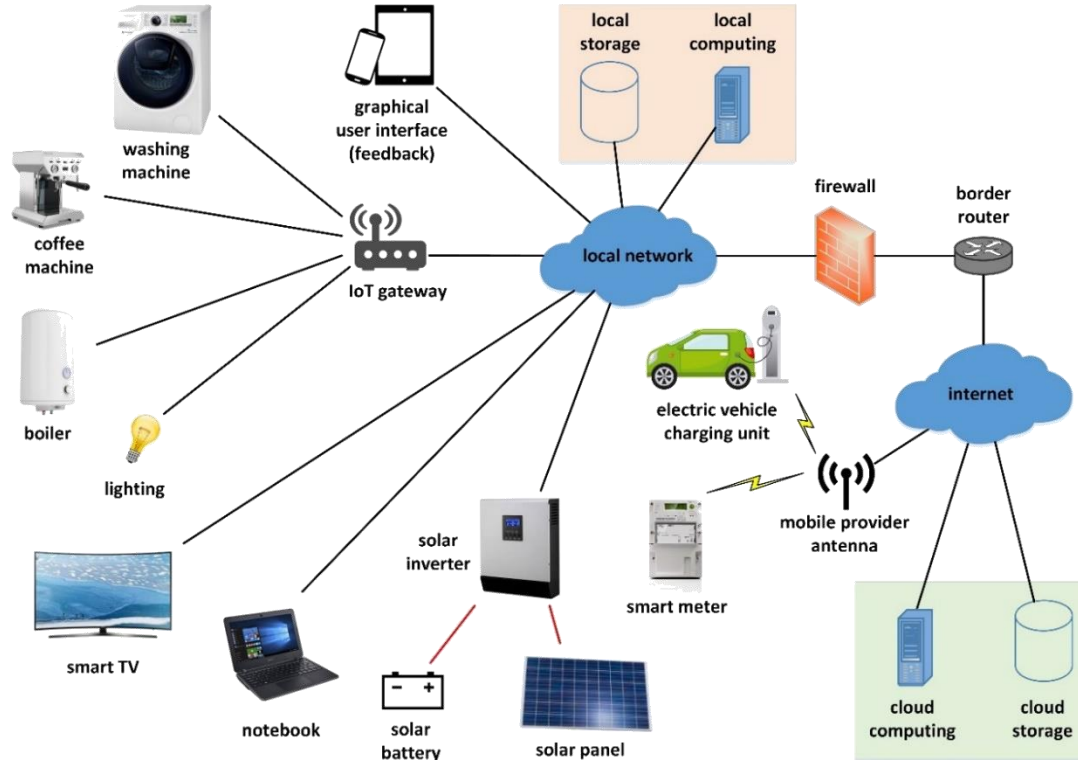 local
storage
local
computing
washing
machine
graphical
user interface
(feedback)
firewall
border
router
coffee
machine
IoT gateway
local network
boiler
lighting
electric vehicle
charging unit
internet
solar
inverter
smart meter
mobile provider
antenna
smart TV
notebook
solar
battery
solar panel
cloud
computing
cloud
storage